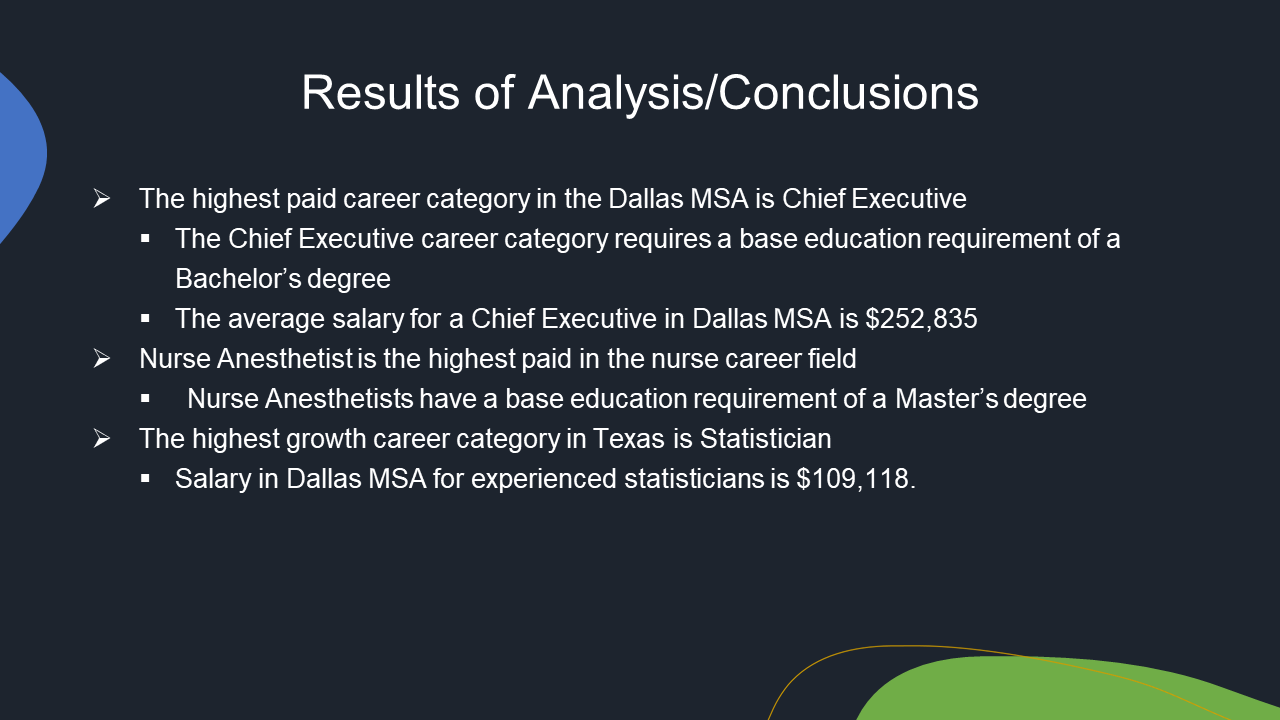 Results of Analysis/Conclusions
➢ The highest paid career category in the Dallas MSA is Chief Executive
▪ The Chief Executive career category requires a base education requirement of a
Bachelor’s degree
▪ The average salary for a Chief Executive in Dallas MSA is $252,835
➢ Nurse Anesthetist is the highest paid in the nurse career field
▪ Nurse Anesthetists have a base education requirement of a Master’s degree
➢ The highest growth career category in Texas is Statistician
▪ Salary in Dallas MSA for experienced statisticians is $109,118.